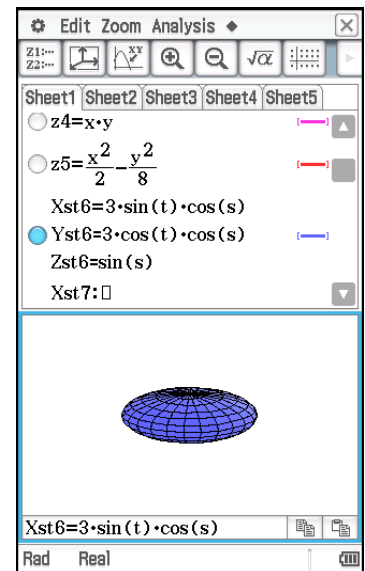 Edit Zoom Analysis ◆
Z1:… Z2:… XY √α
Sheet1 Sheet2 Sheet3 Sheet4 Sheet5
z4=x·y
z5=x²/2-y²/8
Xst6=3·sin(t)·cos(s)
Yst6=3·cos(t)·cos(s)
Zst6=sin(s)
Xst7:▯
Xst6=3·sin(t)·cos(s)
Rad Real